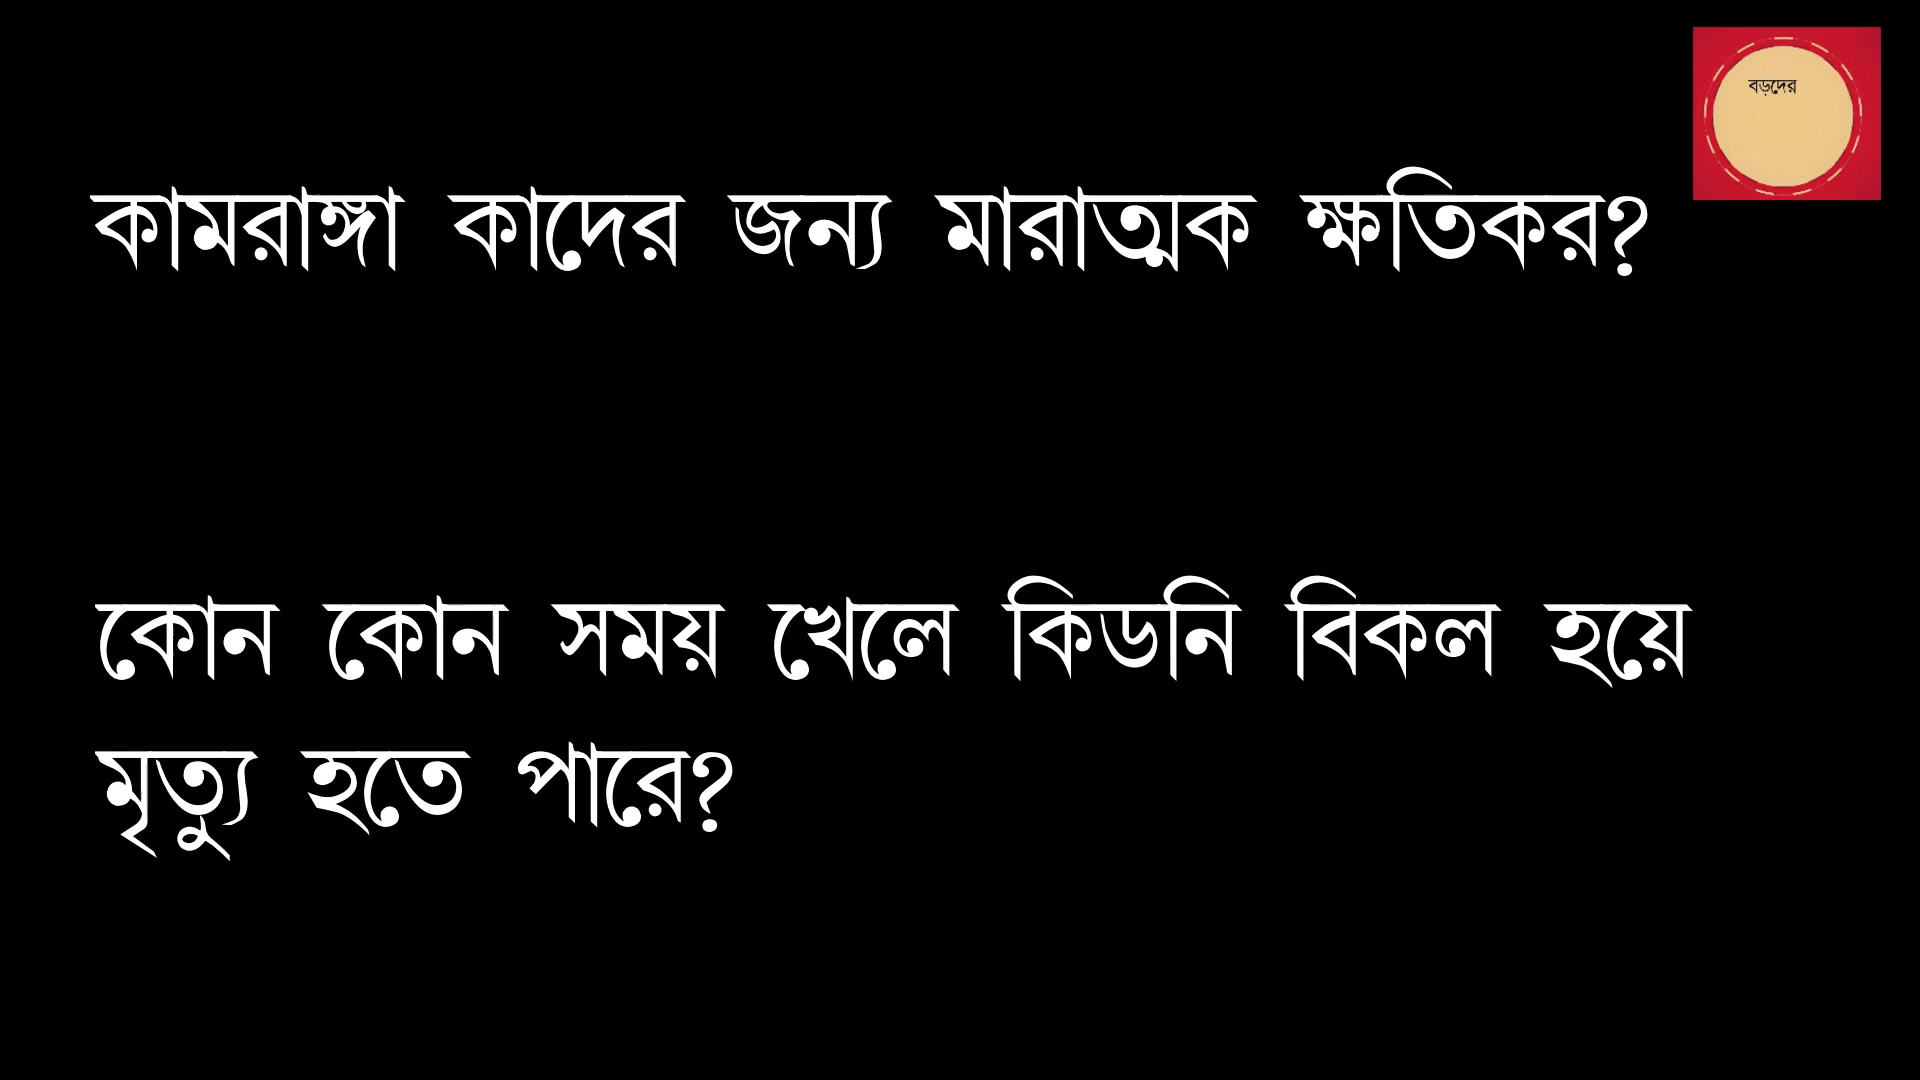 বড়দের
কামরাঙ্গা কাদের জন্য মারাত্মক ক্ষতিকর?
কোন কোন সময় খেলে কিডনি বিকল হয়ে
মৃত্যু হতে পারে?